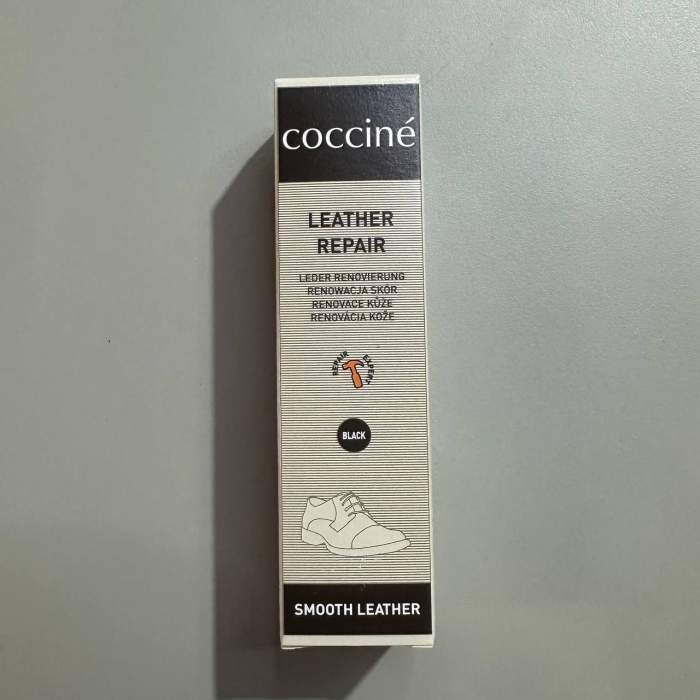 cocciné
LEATHER
REPAIR
LEDER RENOVIERUNG
RENOWACJA SKÓR
RENOVACE KŮŽE
RENOVÁCIA KOŽE
REPAIR EXPERT
BLACK
SMOOTH LEATHER